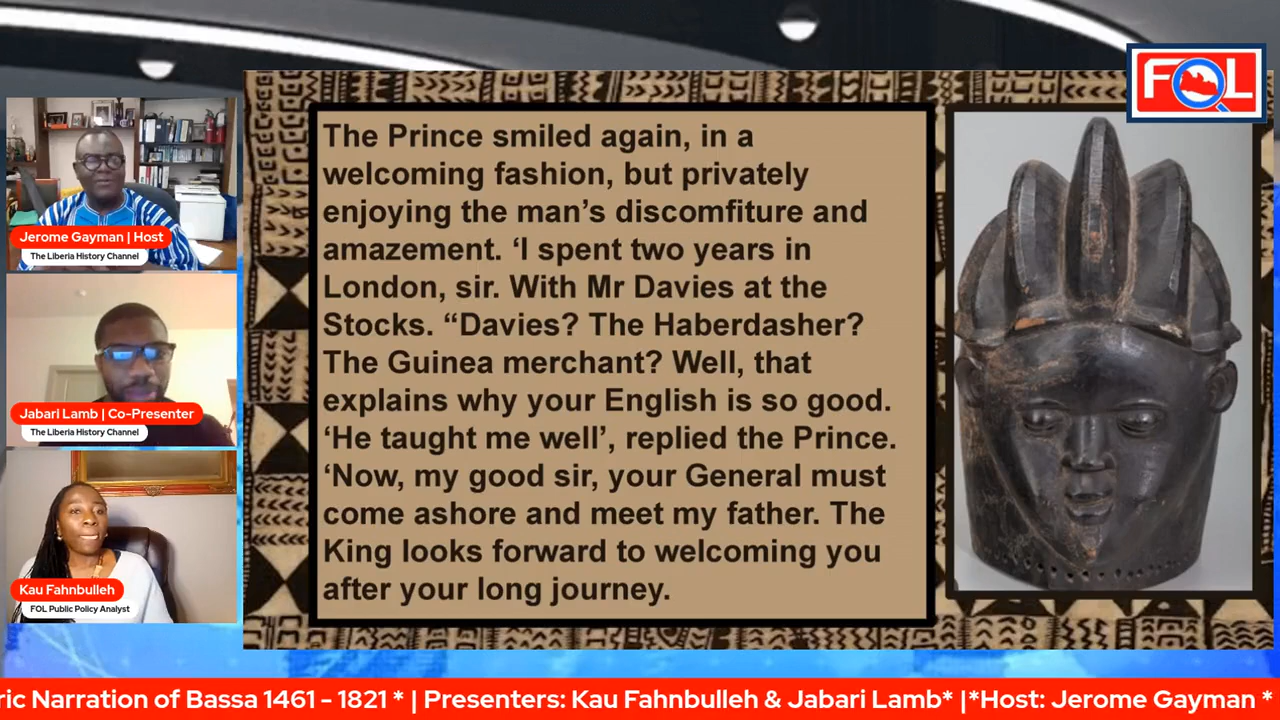 FOL
The Prince smiled again, in a
welcoming fashion, but privately
enjoying the man's discomfiture and
amazement. 'I spent two years in
London, sir. With Mr Davies at the
Stocks. “Davies? The Haberdasher?
The Guinea merchant? Well, that
explains why your English is so good.
‘He taught me well’, replied the Prince.
‘Now, my good sir, your General must
come ashore and meet my father. The
King looks forward to welcoming you
after your long journey.
Jerome Gayman | Host
The Liberia History Channel
Jabari Lamb | Co-Presenter
The Liberia History Channel
Kau Fahnbulleh
FOL Public Policy Analyst
ric Narration of Bassa 1461 - 1821 * | Presenters: Kau Fahnbulleh & Jabari Lamb* |*Host: Jerome Gayman *